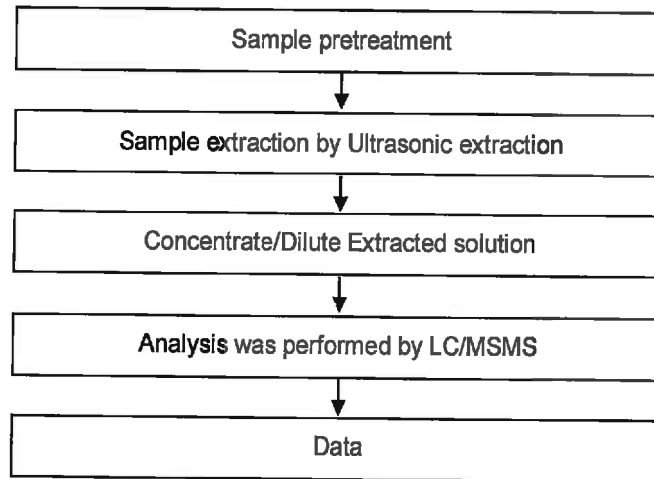 Sample pretreatment
Sample extraction by Ultrasonic extraction
Concentrate/Dilute Extracted solution
Analysis was performed by LC/MSMS
Data